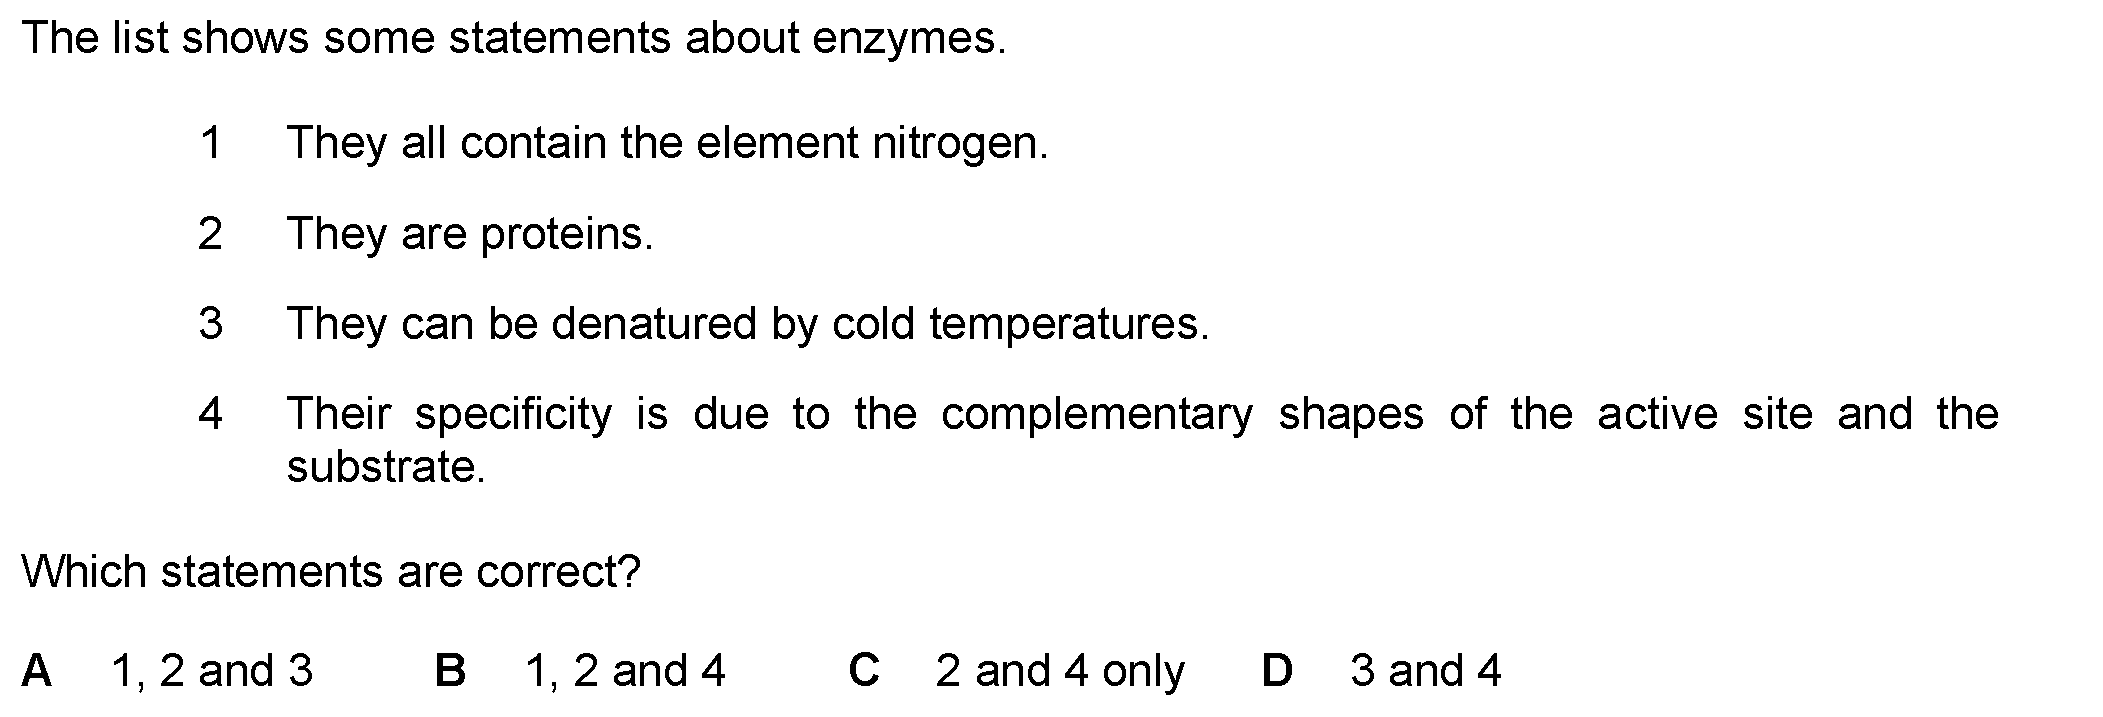 The list shows some statements about enzymes.
1 They all contain the element nitrogen.
2 They are proteins.
3 They can be denatured by cold temperatures.
4 Their specificity is due to the complementary shapes of the active site and the
substrate.
Which statements are correct?
A 1, 2 and 3 B 1, 2 and 4 C 2 and 4 only D 3 and 4